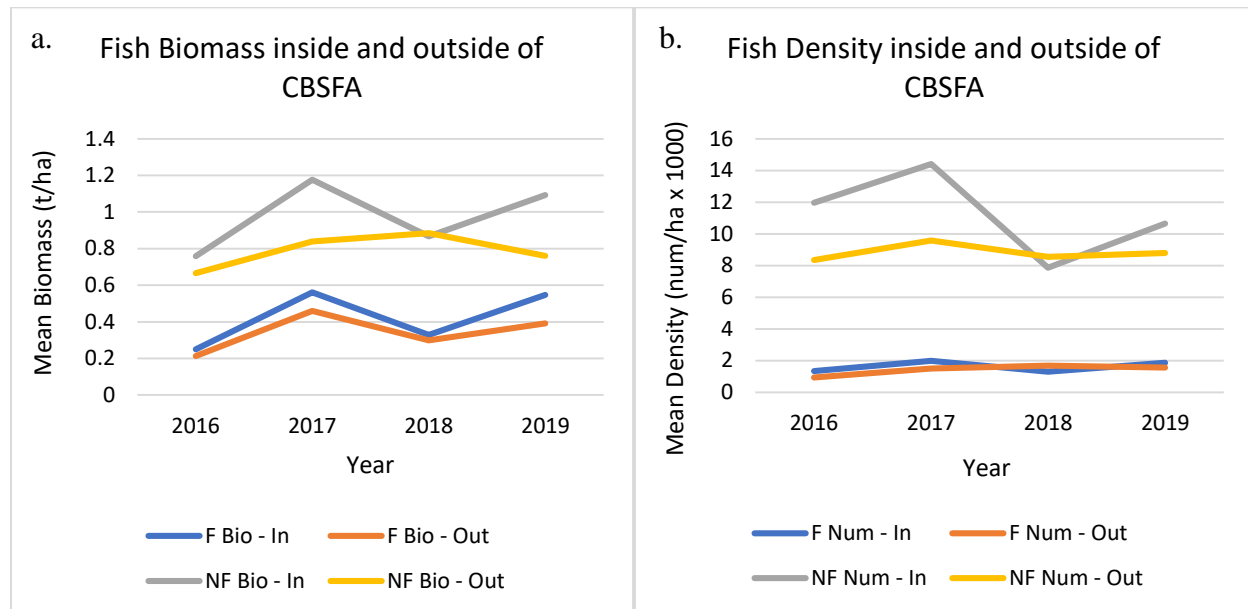 a.
Fish Biomass inside and outside of
CBSFA
Mean Biomass (t/ha)
1.4
1.2
1
0.8
0.6
0.4
0.2
0
2016 2017 2018 2019
Year
F Bio - In F Bio - Out
NF Bio - In NF Bio - Out
b.
Fish Density inside and outside of
CBSFA
Mean Density (num/ha x 1000)
16
14
12
10
8
6
4
2
0
2016 2017 2018 2019
Year
F Num - In F Num - Out
NF Num - In NF Num - Out